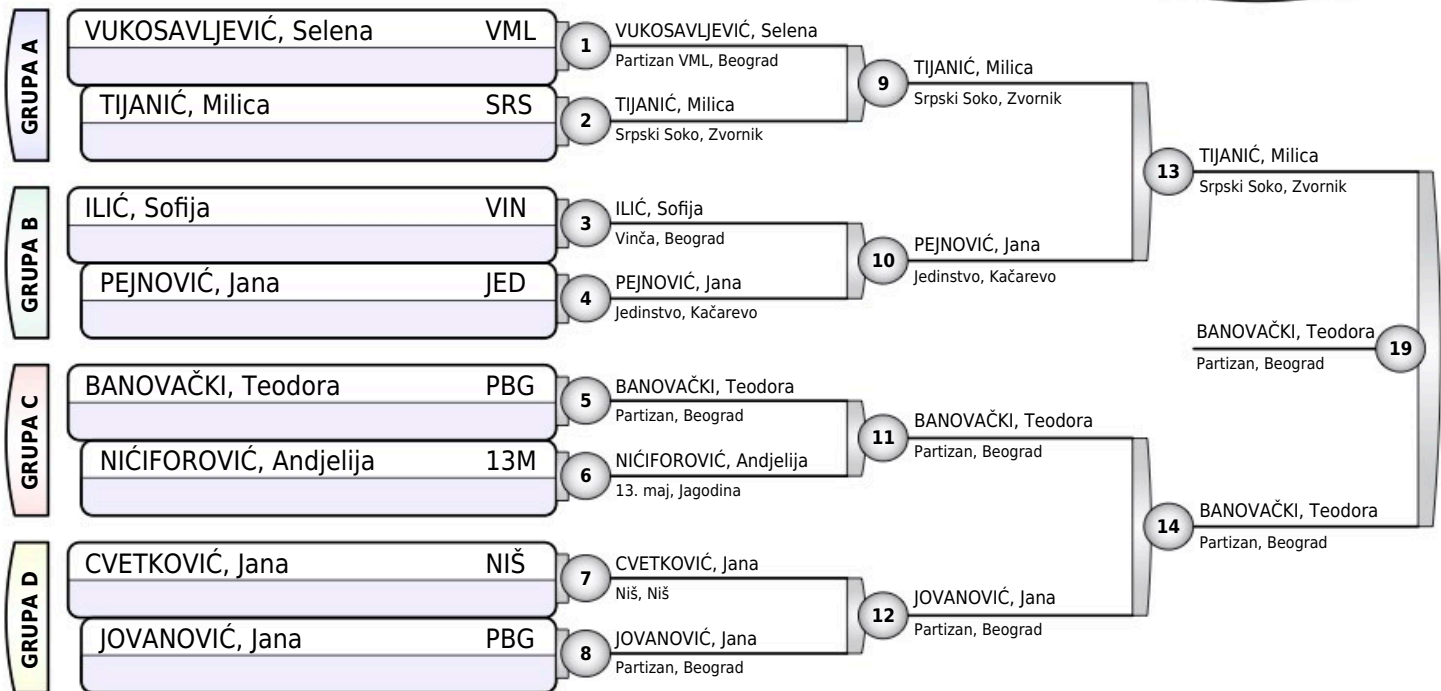 GRUPA A
VUKOSAVLJEVIĆ, Selena VML
TIJANIĆ, Milica SRS
GRUPA B
ILIĆ, Sofija VIN
PEJNOVIĆ, Jana JED
GRUPA C
BANOVAČKI, Teodora PBG
NIĆIFOROVIĆ, Andjelija 13M
GRUPA D
CVETKOVIĆ, Jana NIŠ
JOVANOVIĆ, Jana PBG
1
VUKOSAVLJEVIĆ, Selena
Partizan VML, Beograd
2
TIJANIĆ, Milica
Srpski Soko, Zvornik
3
ILIĆ, Sofija
Vinča, Beograd
4
PEJNOVIĆ, Jana
Jedinstvo, Kačarevo
5
BANOVAČKI, Teodora
Partizan, Beograd
6
NIĆIFOROVIĆ, Andjelija
13. maj, Jagodina
7
CVETKOVIĆ, Jana
Niš, Niš
8
JOVANOVIĆ, Jana
Partizan, Beograd
9
TIJANIĆ, Milica
Srpski Soko, Zvornik
10
PEJNOVIĆ, Jana
Jedinstvo, Kačarevo
11
BANOVAČKI, Teodora
Partizan, Beograd
12
JOVANOVIĆ, Jana
Partizan, Beograd
13
TIJANIĆ, Milica
Srpski Soko, Zvornik
14
BANOVAČKI, Teodora
Partizan, Beograd
BANOVAČKI, Teodora
Partizan, Beograd
19